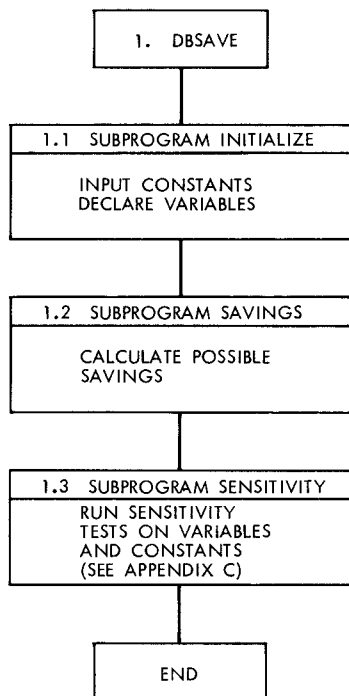 1. DBSAVE
1.1 SUBPROGRAM INITIALIZE
INPUT CONSTANTS
DECLARE VARIABLES
1.2 SUBPROGRAM SAVINGS
CALCULATE POSSIBLE
SAVINGS
1.3 SUBPROGRAM SENSITIVITY
RUN SENSITIVITY
TESTS ON VARIABLES
AND CONSTANTS
(SEE APPENDIX C)
END